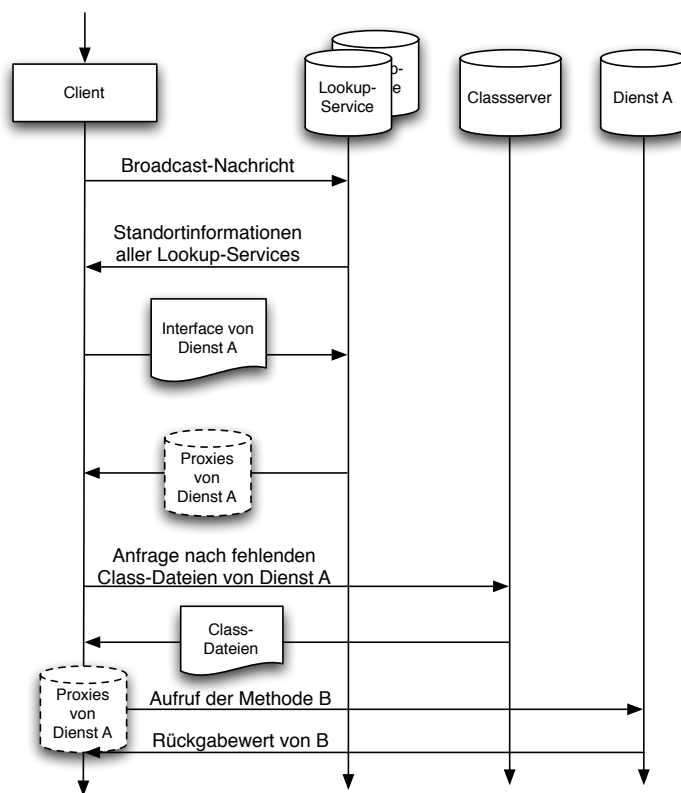 Client
Lookup-
Service
Classserver
Dienst A
Broadcast-Nachricht
Standortinformationen
aller Lookup-Services
Interface von
Dienst A
Proxies
von
Dienst A
Anfrage nach fehlenden
Class-Dateien von Dienst A
Class-
Dateien
Proxies
von
Dienst A
Aufruf der Methode B
Rückgabewert von B